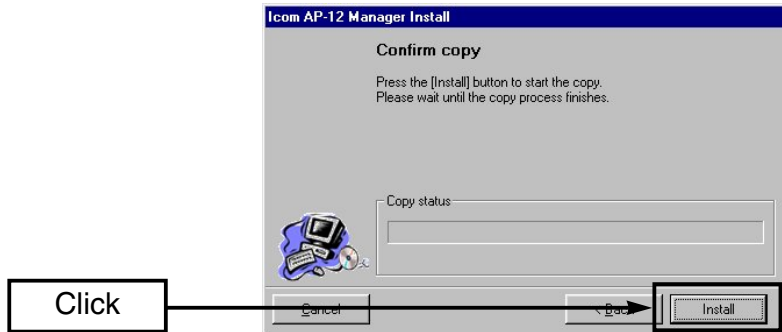 Icom AP-12 Manager Install
Confirm copy
Press the [Install] button to start the copy.
Please wait until the copy process finishes.
Copy status
Click
Cancel
< Back
Install